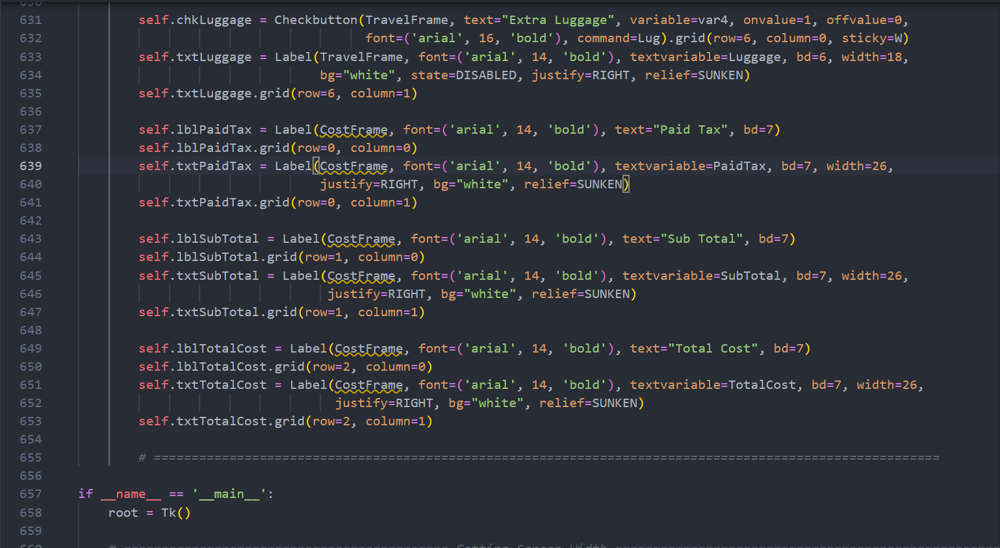 631 self.chkLuggage = Checkbutton(TravelFrame, text="Extra Luggage", variable=var4, onvalue=1, offvalue=0,
632 font=('arial', 16, 'bold'), command=Lug).grid(row=6, column=0, sticky=W)
633 self.txtLuggage = Label(TravelFrame, font=('arial', 14, 'bold'), textvariable=Luggage, bd=6, width=18,
634 bg="white", state=DISABLED, justify=RIGHT, relief=SUNKEN)
635 self.txtLuggage.grid(row=6, column=1)
636
637 self.lblPaidTax = Label(CostFrame, font=('arial', 14, 'bold'), text="Paid Tax", bd=7)
638 self.lblPaidTax.grid(row=0, column=0)
639 self.txtPaidTax = Label(CostFrame, font=('arial', 14, 'bold'), textvariable=PaidTax, bd=7, width=26,
640 justify=RIGHT, bg="white", relief=SUNKEN)
641 self.txtPaidTax.grid(row=0, column=1)
642
643 self.lblSubTotal = Label(CostFrame, font=('arial', 14, 'bold'), text="Sub Total", bd=7)
644 self.lblSubTotal.grid(row=1, column=0)
645 self.txtSubTotal = Label(CostFrame, font=('arial', 14, 'bold'), textvariable=SubTotal, bd=7, width=26,
646 justify=RIGHT, bg="white", relief=SUNKEN)
647 self.txtSubTotal.grid(row=1, column=1)
648
649 self.lblTotalCost = Label(CostFrame, font=('arial', 14, 'bold'), text="Total Cost", bd=7)
650 self.lblTotalCost.grid(row=2, column=0)
651 self.txtTotalCost = Label(CostFrame, font=('arial', 14, 'bold'), textvariable=TotalCost, bd=7, width=26,
652 justify=RIGHT, bg="white", relief=SUNKEN)
653 self.txtTotalCost.grid(row=2, column=1)
654
655 # ========================================================================================================
656
657 if __name__ == '__main__':
658 root = Tk()
659